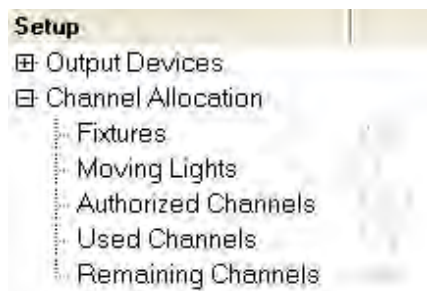 Setup
Output Devices
Channel Allocation
Fixtures
Moving Lights
Authorized Channels
Used Channels
Remaining Channels